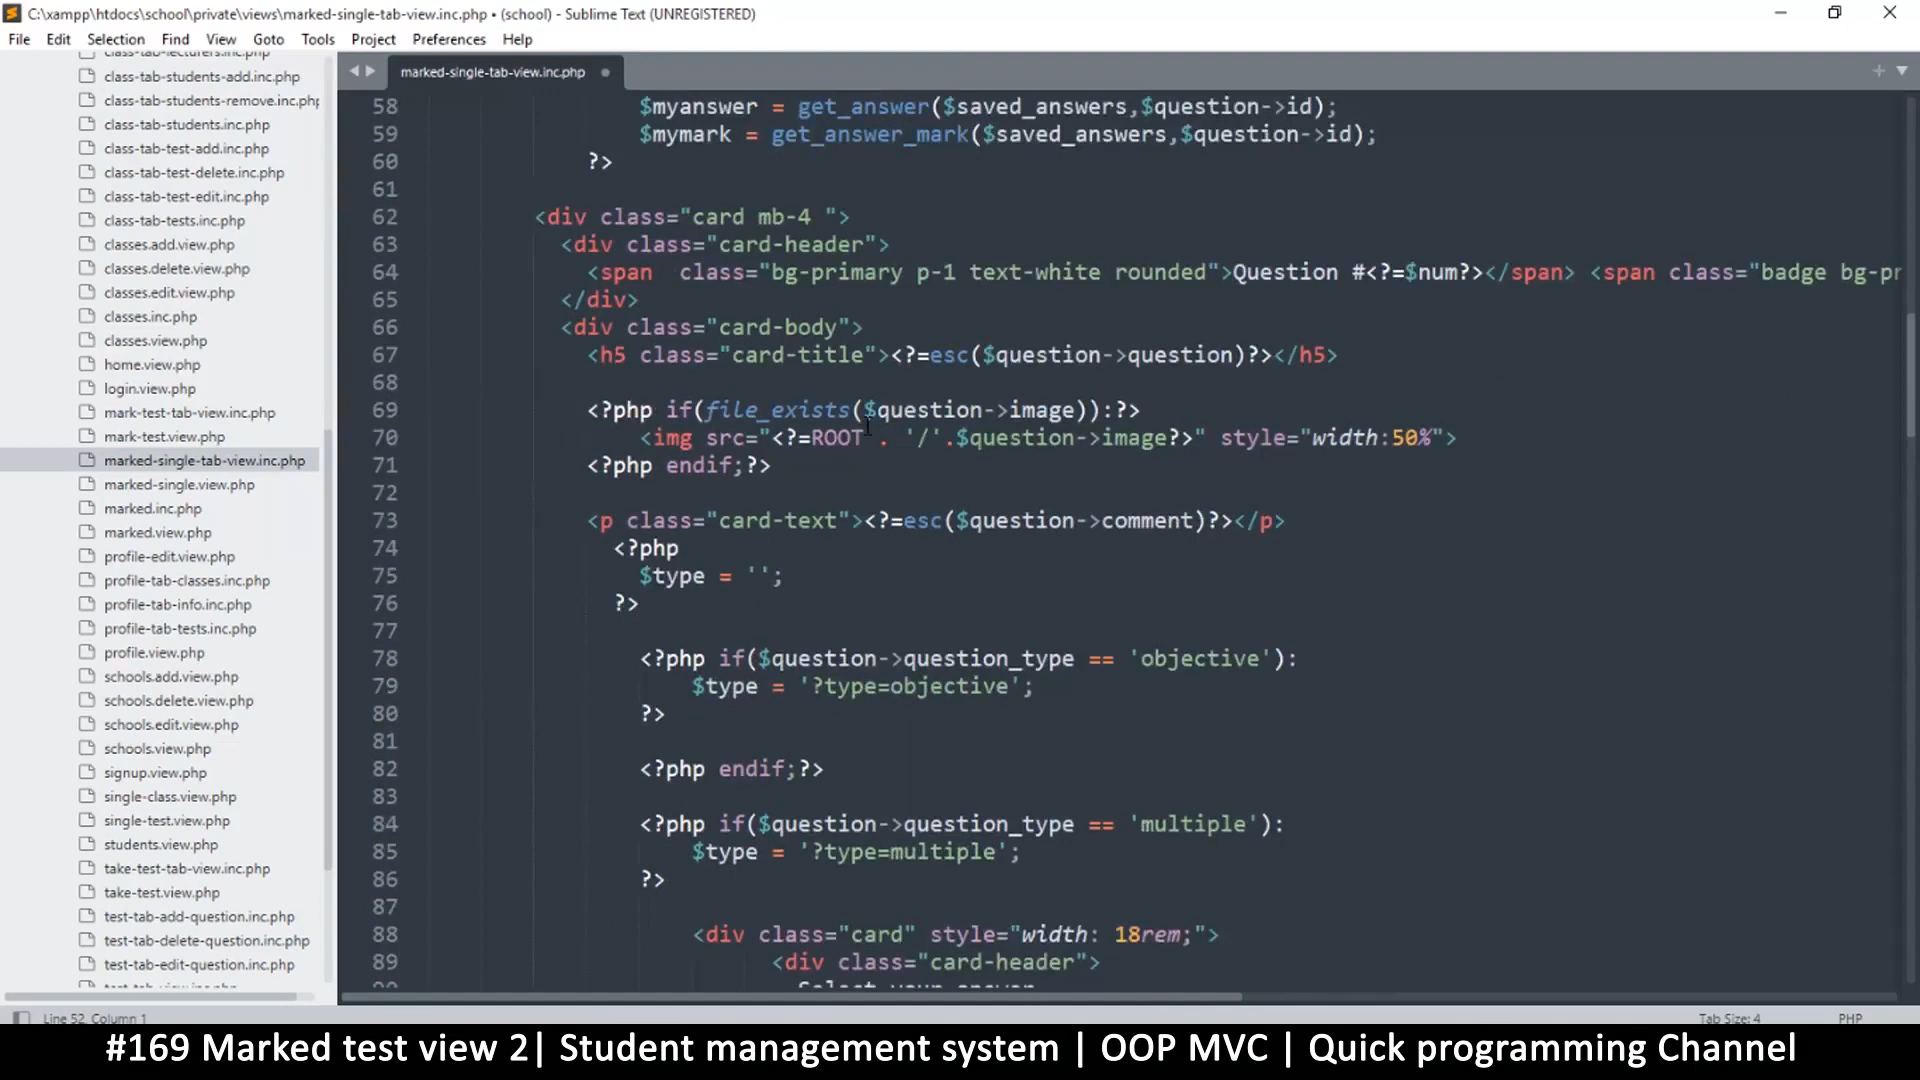 C:\xampp\htdocs\school\private\views\marked-single-tab-view.inc.php • (school) - Sublime Text (UNREGISTERED)
File Edit Selection Find View Goto Tools Project Preferences Help
class-tab-lecturers.inc.php
class-tab-students-add.inc.php
class-tab-students-remove.inc.php
class-tab-students.inc.php
class-tab-test-add.inc.php
class-tab-test-delete.inc.php
class-tab-test-edit.inc.php
class-tab-tests.inc.php
classes.add.view.php
classes.delete.view.php
classes.edit.view.php
classes.inc.php
classes.view.php
home.view.php
login.view.php
mark-test-tab-view.inc.php
mark-test.view.php
marked-single-tab-view.inc.php
marked-single.view.php
marked.inc.php
marked.view.php
profile-edit.view.php
profile-tab-classes.inc.php
profile-tab-info.inc.php
profile-tab-tests.inc.php
profile.view.php
schools.add.view.php
schools.delete.view.php
schools.edit.view.php
schools.view.php
signup.view.php
single-class.view.php
single-test.view.php
students.view.php
take-test-tab-view.inc.php
take-test.view.php
test-tab-add-question.inc.php
test-tab-delete-question.inc.php
test-tab-edit-question.inc.php
marked-single-tab-view.inc.php
58 $myanswer = get_answer($saved_answers,$question->id);
59 $mymark = get_answer_mark($saved_answers,$question->id);
60 ?>
61
62 <div class="card mb-4 ">
63 <div class="card-header">
64 <span  class="bg-primary p-1 text-white rounded">Question #<?=$num?></span> <span class="badge bg-pr
65 </div>
66 <div class="card-body">
67 <h5 class="card-title"><?=esc($question->question)?></h5>
68
69 <?php if(file_exists($question->image)):?>
70 <img src="<?=ROOT . '/'.$question->image?>" style="width:50%">
71 <?php endif;?>
72
73 <p class="card-text"><?=esc($question->comment)?></p>
74 <?php
75 $type = '';
76 ?>
77
78 <?php if($question->question_type == 'objective'):
79 $type = '?type=objective';
80 ?>
81
82 <?php endif;?>
83
84 <?php if($question->question_type == 'multiple'):
85 $type = '?type=multiple';
86 ?>
87
88 <div class="card" style="width: 18rem;">
89 <div class="card-header">
Select your answer
Line 52, Column 1
Tab Size: 4
PHP
#169 Marked test view 2| Student management system | OOP MVC | Quick programming Channel